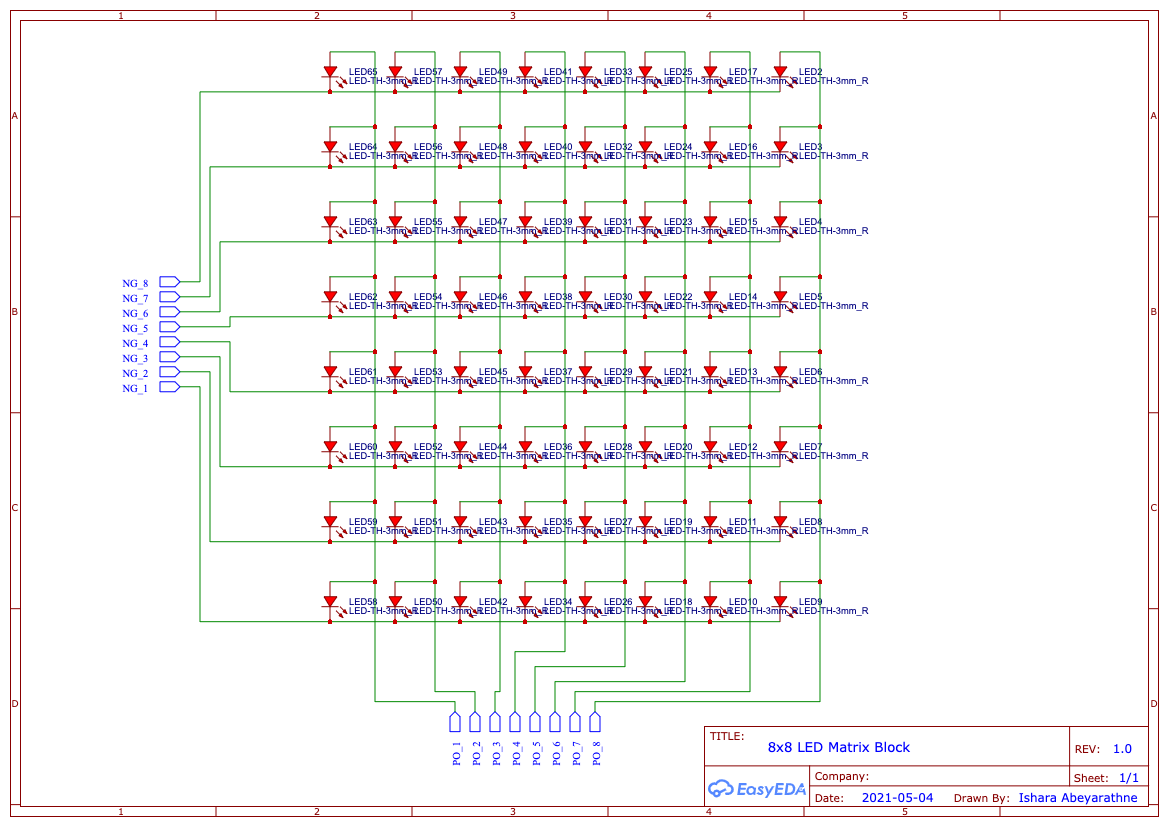 1 2 3 4 5
LED65 LED57 LED49 LED41 LED33 LED25 LED17 LED2
LED-TH-3mm_R LED-TH-3mm_R LED-TH-3mm_R LED-TH-3mm_R LED-TH-3mm_R LED-TH-3mm_R LED-TH-3mm_R LED-TH-3mm_R
A A
LED64 LED56 LED48 LED40 LED32 LED24 LED16 LED3
LED-TH-3mm_R LED-TH-3mm_R LED-TH-3mm_R LED-TH-3mm_R LED-TH-3mm_R LED-TH-3mm_R LED-TH-3mm_R LED-TH-3mm_R
LED63 LED55 LED47 LED39 LED31 LED23 LED15 LED4
LED-TH-3mm_R LED-TH-3mm_R LED-TH-3mm_R LED-TH-3mm_R LED-TH-3mm_R LED-TH-3mm_R LED-TH-3mm_R LED-TH-3mm_R
NG_8
LED62 LED54 LED46 LED38 LED30 LED22 LED14 LED5
NG_7
LED-TH-3mm_R LED-TH-3mm_R LED-TH-3mm_R LED-TH-3mm_R LED-TH-3mm_R LED-TH-3mm_R LED-TH-3mm_R LED-TH-3mm_R
B B
NG_6
NG_5
NG_4
NG_3
LED61 LED53 LED45 LED37 LED29 LED21 LED13 LED6
NG_2
LED-TH-3mm_R LED-TH-3mm_R LED-TH-3mm_R LED-TH-3mm_R LED-TH-3mm_R LED-TH-3mm_R LED-TH-3mm_R LED-TH-3mm_R
NG_1
LED60 LED52 LED44 LED36 LED28 LED20 LED12 LED7
LED-TH-3mm_R LED-TH-3mm_R LED-TH-3mm_R LED-TH-3mm_R LED-TH-3mm_R LED-TH-3mm_R LED-TH-3mm_R LED-TH-3mm_R
C C
LED59 LED51 LED43 LED35 LED27 LED19 LED11 LED8
LED-TH-3mm_R LED-TH-3mm_R LED-TH-3mm_R LED-TH-3mm_R LED-TH-3mm_R LED-TH-3mm_R LED-TH-3mm_R LED-TH-3mm_R
LED58 LED50 LED42 LED34 LED26 LED18 LED10 LED9
LED-TH-3mm_R LED-TH-3mm_R LED-TH-3mm_R LED-TH-3mm_R LED-TH-3mm_R LED-TH-3mm_R LED-TH-3mm_R LED-TH-3mm_R
D D
PO_1
PO_2
PO_3
PO_4
PO_5
PO_6
PO_7
PO_8
TITLE:
8x8 LED Matrix Block
REV: 1.0
EasyEDA
Company:
Sheet: 1/1
Date: 2021-05-04 Drawn By: Ishara Abeyarathne
1 2 3 4 5